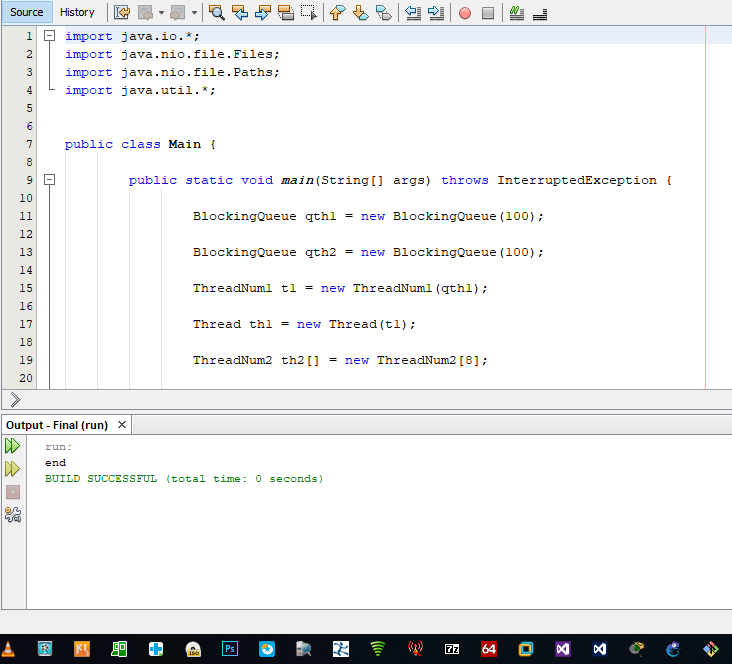 Source History
1 import java.io.*;
2 import java.nio.file.Files;
3 import java.nio.file.Paths;
4 import java.util.*;
5
6
7 public class Main {
8
9 public static void main(String[] args) throws InterruptedException {
10
11 BlockingQueue qth1 = new BlockingQueue(100);
12
13 BlockingQueue qth2 = new BlockingQueue(100);
14
15 ThreadNum1 t1 = new ThreadNum1(qth1);
16
17 Thread th1 = new Thread(t1);
18
19 ThreadNum2 th2[] = new ThreadNum2[8];
20
Output - Final (run)
run:
end
BUILD SUCCESSFUL (total time: 0 seconds)
ISO Ps 7z 64